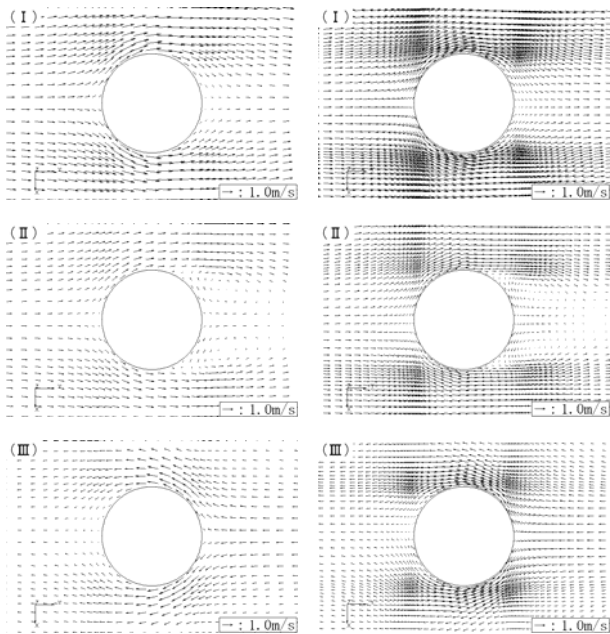 (Ⅰ) (Ⅰ)
→ : 1.0m/s → : 1.0m/s
(Ⅱ) (Ⅱ)
→ : 1.0m/s → : 1.0m/s
(Ⅲ) (Ⅲ)
→ : 1.0m/s → : 1.0m/s